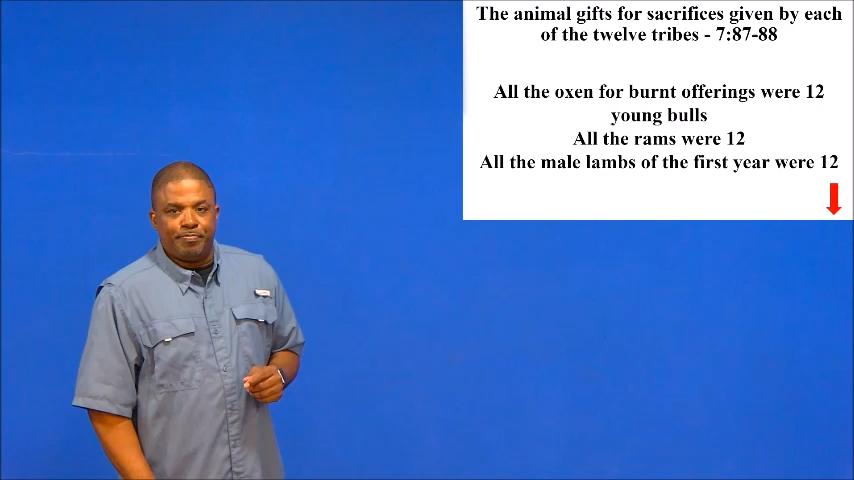 The animal gifts for sacrifices given by each
of the twelve tribes - 7:87-88
All the oxen for burnt offerings were 12
young bulls
All the rams were 12
All the male lambs of the first year were 12